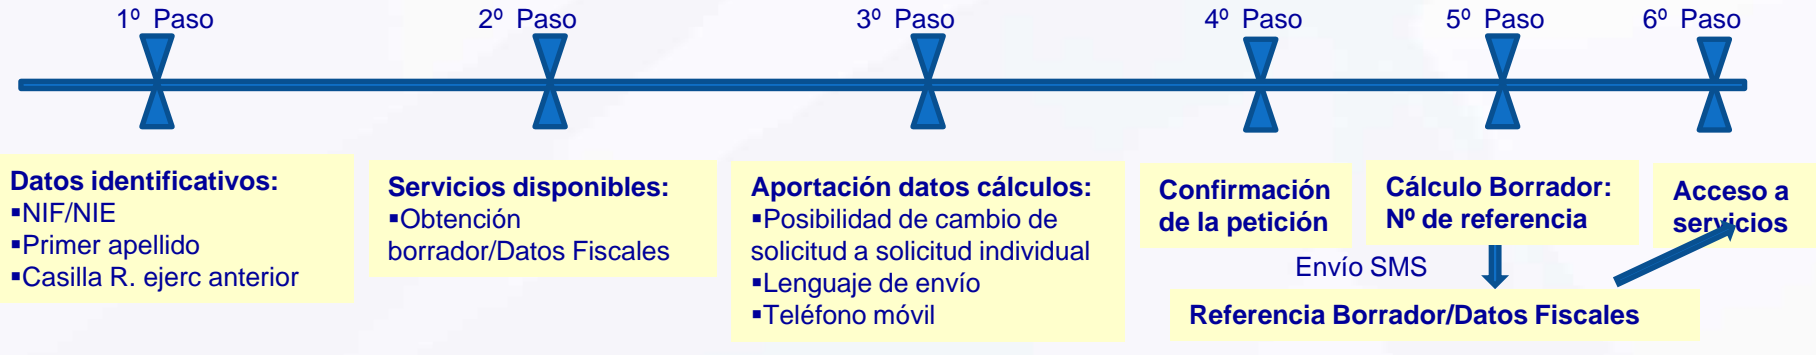 1º Paso
2º Paso
3º Paso
4º Paso
5º Paso
6º Paso
Datos identificativos:
▪NIF/NIE
▪Primer apellido
▪Casilla R. ejerc anterior
Servicios disponibles:
▪Obtención
borrador/Datos Fiscales
Aportación datos cálculos:
▪Posibilidad de cambio de
solicitud a solicitud individual
▪Lenguaje de envío
▪Teléfono móvil
Confirmación
de la petición
Cálculo Borrador:
Nº de referencia
Acceso a
servicios
Envío SMS
Referencia Borrador/Datos Fiscales